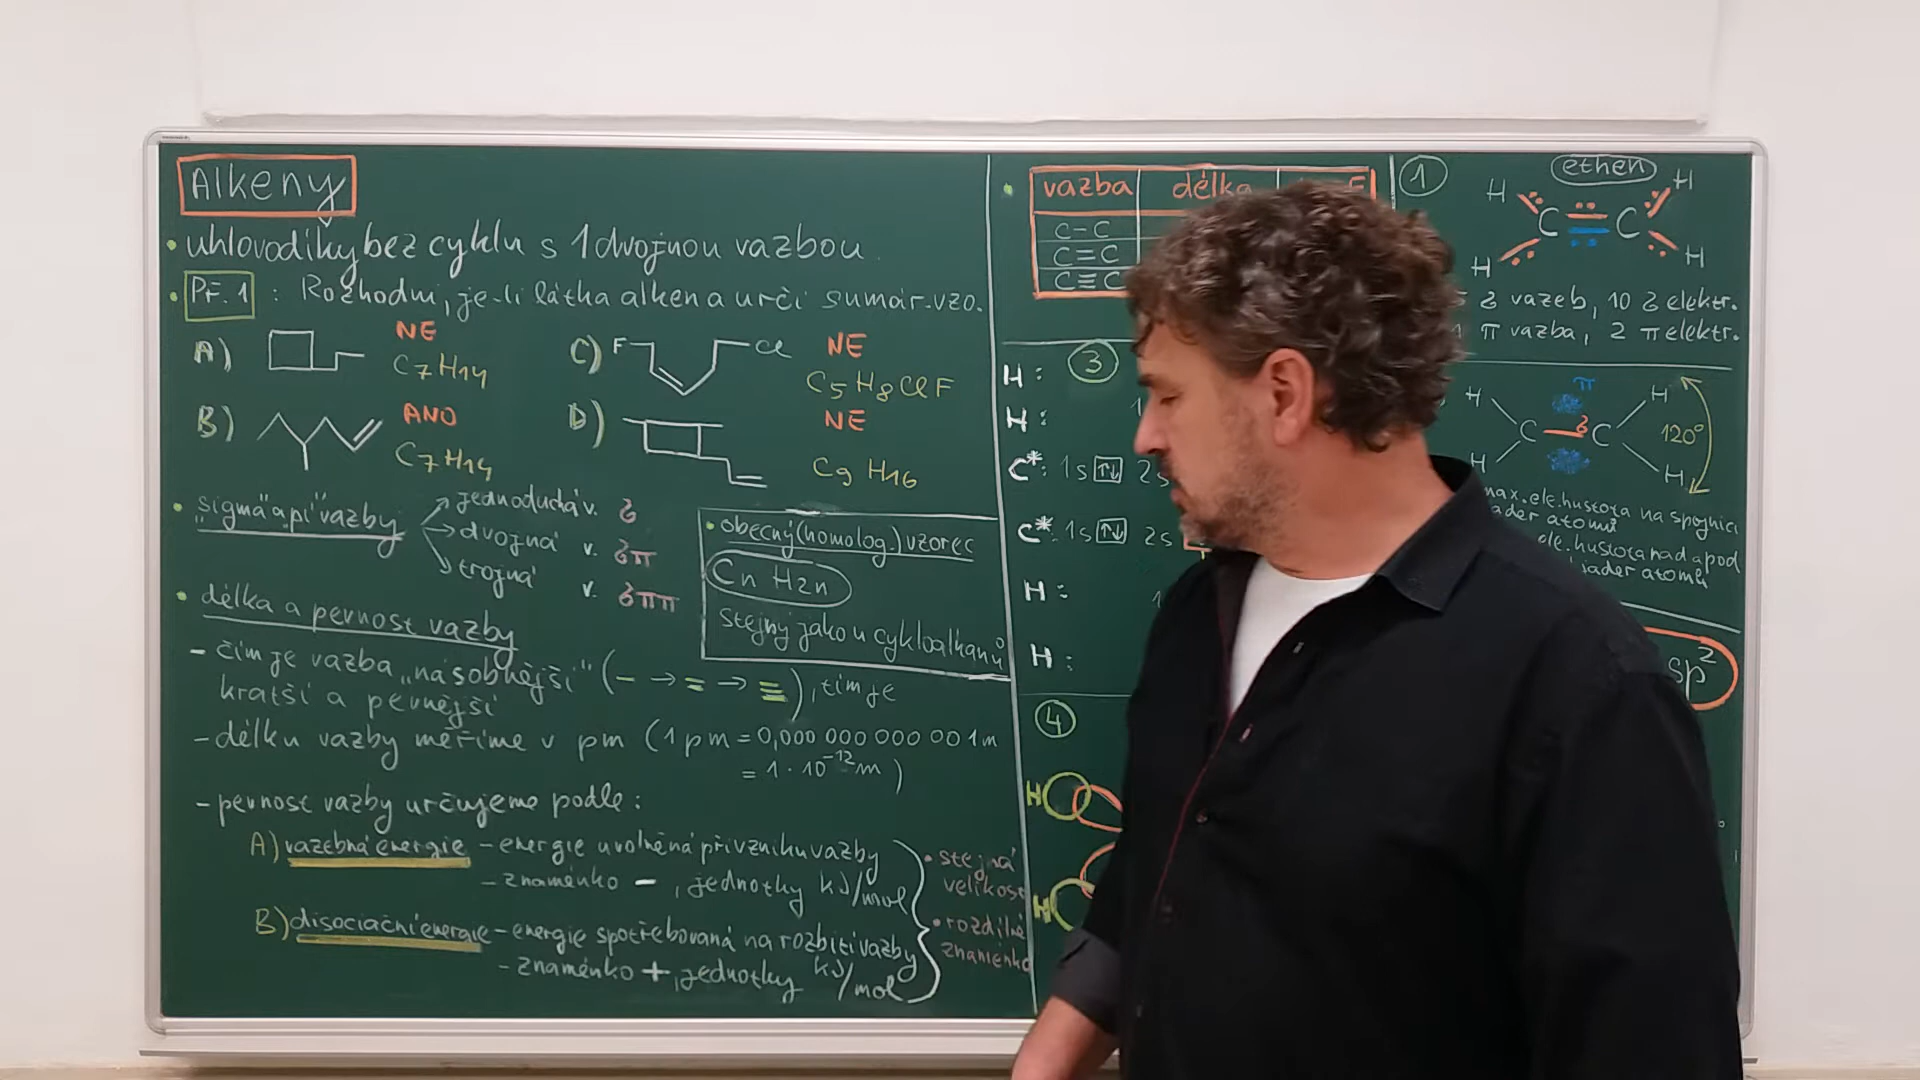 Alkeny
• uhlovodíky bez cyklu s 1 dvojnou vazbou
• Př. 1 : Rozhodni, je-li látka alken a urči sumár. vzo.
A) NE
C7H14
B) ANO
C7H14
C) F Cl NE
C5H8ClF
D) NE
C9H16
• "sigma" a "pí" vazby
jednoduchá v. σ
dvojná v. σπ
trojná v. σππ
• obecný (homolog.) vzorec
CnH2n
stejný jako u cykloalkanů
• délka a pevnost vazby
- čím je vazba „násobnější" (- → = → ≡), tím je
kratší a pevnější
- délku vazby měříme v pm (1 pm = 0,000 000 000 001m
= 1 · 10⁻¹²m)
- pevnost vazby určujeme podle:
A) vazebná energie - energie uvolněná při vzniku vazby
- znaménko - , jednotky kJ/mol
B) disociační energie - energie spotřebovaná na rozbití vazby
- znaménko + , jednotky kJ/mol
• stejná
velikost
• rozdílné
znaménko
• vazba délka E
C-C
C=C
C≡C
3
H:
H: 1
C*: 1s ↑↓ 2s
C*: 1s ↑↓ 2s
H: 1
H:
4
H
H
1 ethen
H H
C C
H H
σ vazeb, 10 σ elektr.
π vazba, 2 π elektr.
H π H
C σ C 120°
H H
max. ele. hustota na spojnici
jader atomů
ele. hustota nad a pod
jader atomů
sp²